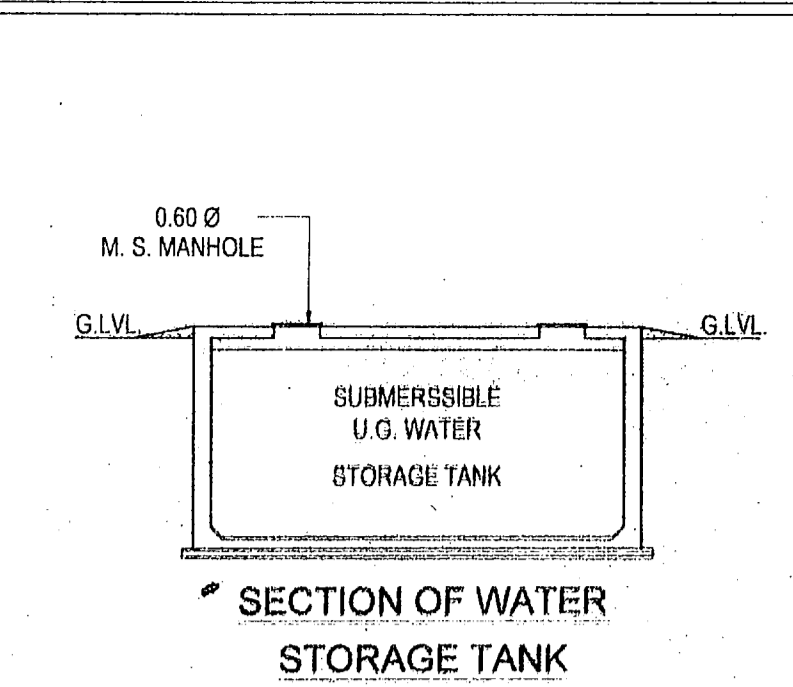 0.60 Ø
M. S. MANHOLE
G.LVL.
G.LVL.
SUBMERSSIBLE
U.G. WATER
STORAGE TANK
SECTION OF WATER
STORAGE TANK